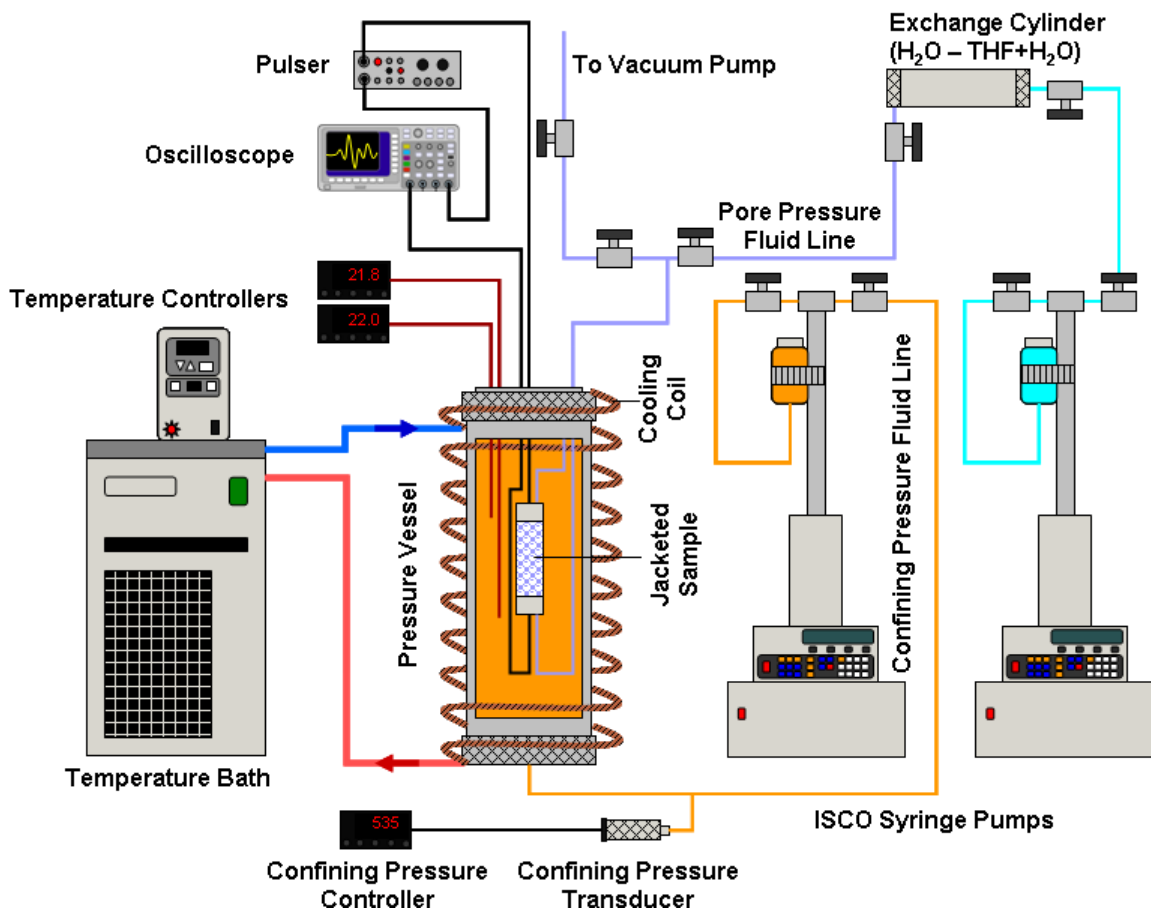 Exchange Cylinder
(H₂O – THF+H₂O)
Pulser
To Vacuum Pump
Oscilloscope
Pore Pressure
Fluid Line
21.8
Temperature Controllers
22.0
Cooling
Coil
Confining Pressure Fluid Line
Pressure Vessel
Jacketed
Sample
Temperature Bath
535
ISCO Syringe Pumps
Confining Pressure
Controller
Confining Pressure
Transducer